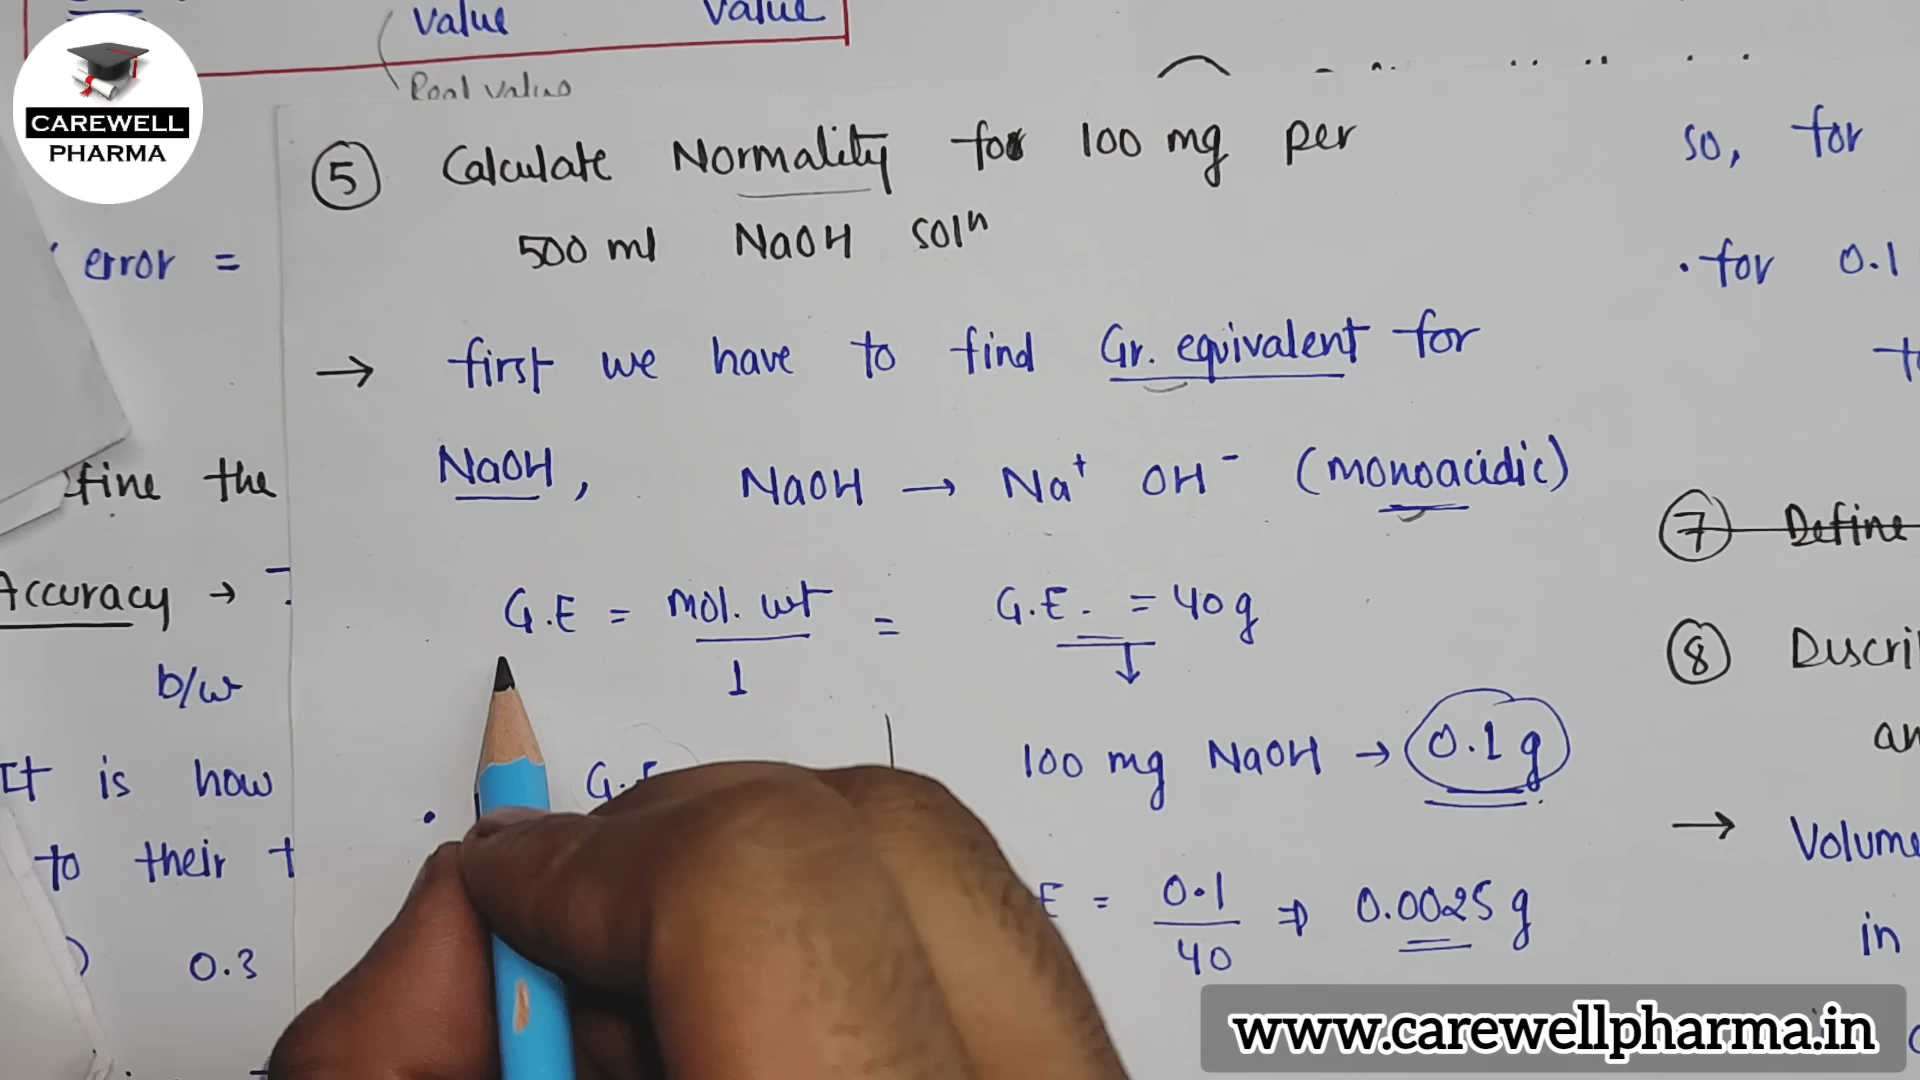 value value
Real value
CAREWELL
PHARMA
error =
fine the
Accuracy →
b/w
It is how
to their t
0.3
5 Calculate Normality for 100 mg per
500 ml NaOH solⁿ
→ first we have to find Gr. equivalent for
NaOH, NaOH → Na⁺ OH⁻ (monoacidic)
G.E = mol. wt / 1 = G.E. = 40 g
↓
G.E 100 mg NaOH → 0.1 g
E = 0.1 / 40 ⇒ 0.0025 g
so, for
• for 0.1
7 Define
8
→ Volume
in
www.carewellpharma.in